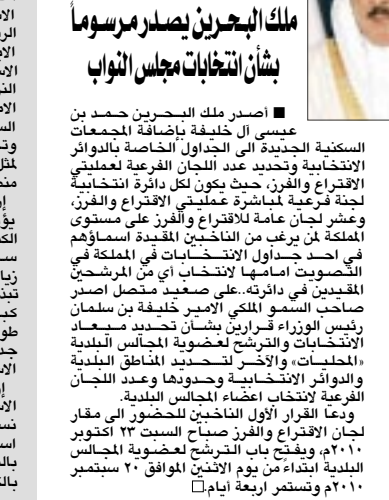 ملك البحرين يصدر مرسوماً
بشأن انتخابات مجلس النواب
■ أصدر ملك البحرين حمد بن
عيسى آل خليفة بإضافة المجمعات
السكنية الجديدة الى الجداول الخاصة بالدوائر
الانتخابية وتحديد عدد اللجان الفرعية لعمليتي
الاقتراع والفرز، حيث يكون لكل دائرة انتخابية
لجنة فرعية لمباشرة عمليتي الاقتراع والفرز،
وعشر لجان عامة للاقتراع والفرز على مستوى
المملكة لمن يرغب من الناخبين المقيدة اسماؤهم
في احد جداول الانتخابات في المملكة في
التصويت امامها لانتخاب أي من المرشحين
المقيدين في دائرته..على صعيد متصل اصدر
صاحب السمو الملكي الامير خليفة بن سلمان
رئيس الوزراء قرارين بشأن تحديد ميعاد
الانتخابات والترشح لعضوية المجالس البلدية
«المحليات» والآخر لتحديد المناطق البلدية
والدوائر الانتخابية وحدودها وعدد اللجان
الفرعية لانتخاب اعضاء المجالس البلدية.
ودعا القرار الأول الناخبين للحضور الى مقار
لجان الاقتراع والفرز صباح السبت ٢٣ اكتوبر
٢٠١٠م، ويفتح باب الترشح لعضوية المجالس
البلدية ابتداءً من يوم الاثنين الموافق ٢٠ سبتمبر
٢٠١٠م وتستمر اربعة أيام.□